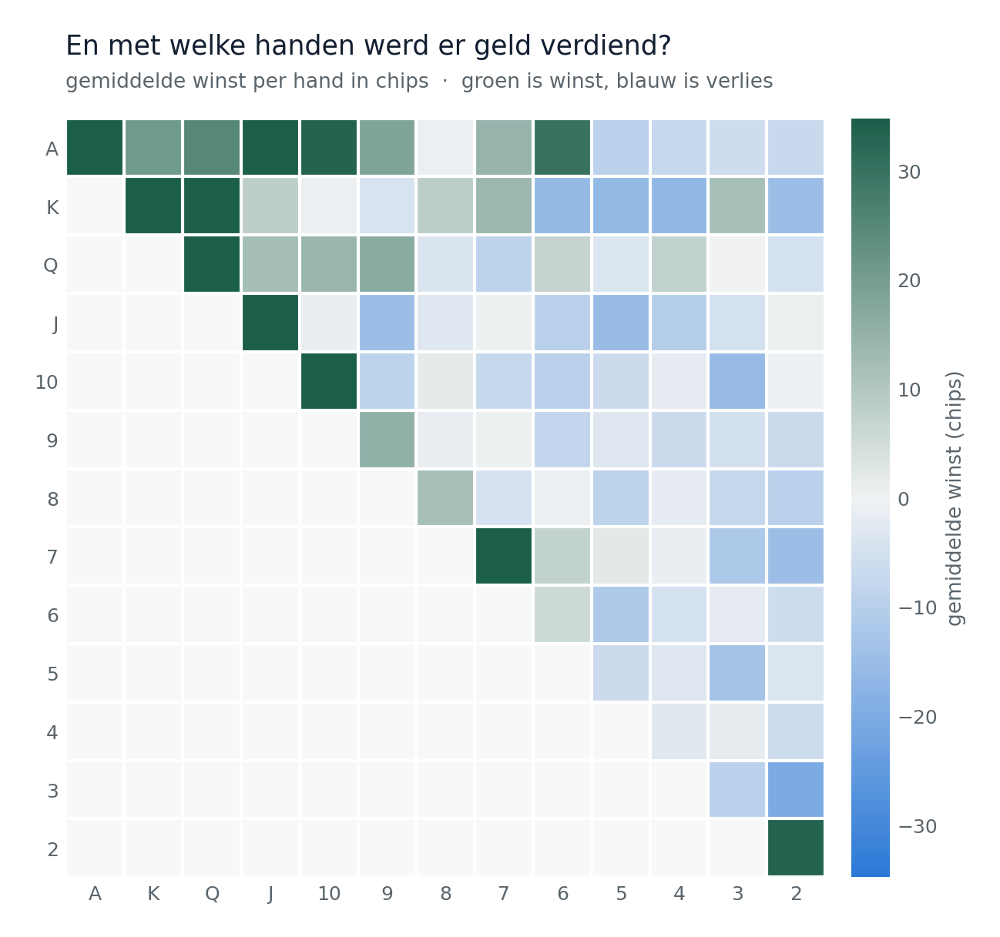 En met welke handen werd er geld verdiend?
gemiddelde winst per hand in chips · groen is winst, blauw is verlies
A
K
Q
J
10
9
8
7
6
5
4
3
2
A K Q J 10 9 8 7 6 5 4 3 2
30
20
10
0
−10
−20
−30
gemiddelde winst (chips)